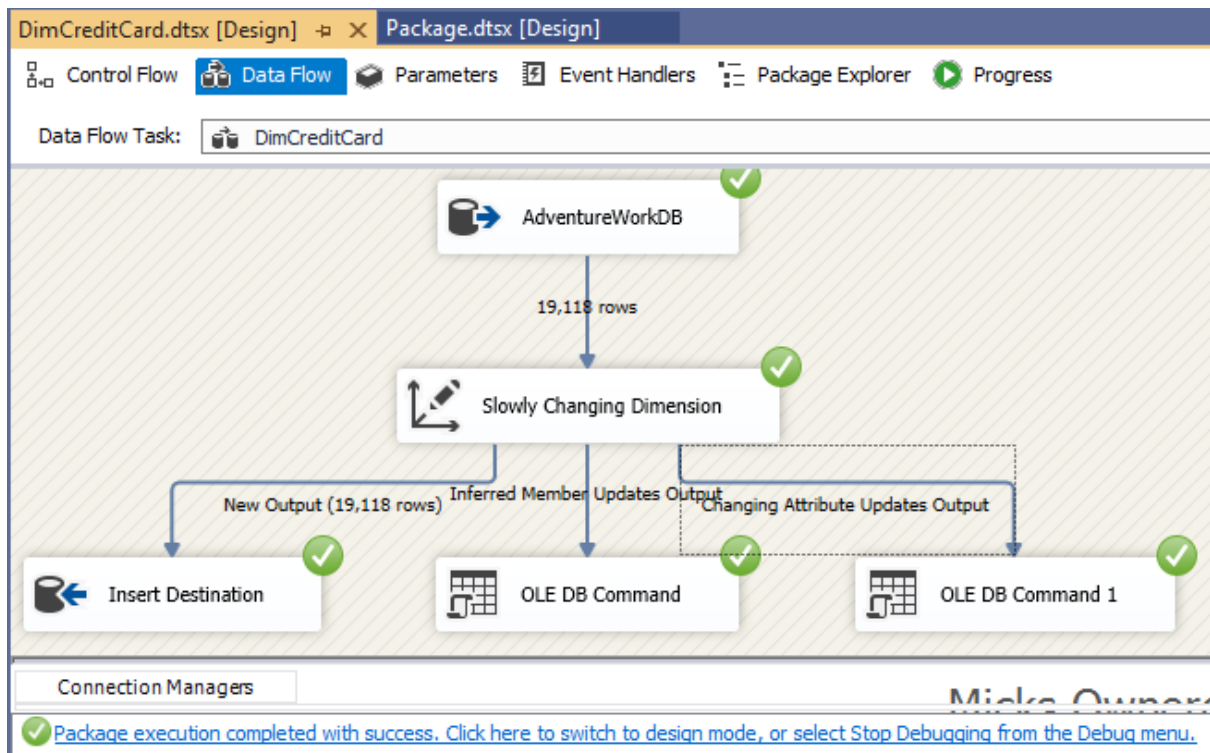 DimCreditCard.dtsx [Design] Package.dtsx [Design]
Control Flow Data Flow Parameters Event Handlers Package Explorer Progress
Data Flow Task: DimCreditCard
AdventureWorkDB
19,118 rows
Slowly Changing Dimension
New Output (19,118 rows) Inferred Member Updates Output Changing Attribute Updates Output
Insert Destination OLE DB Command OLE DB Command 1
Connection Managers
Package execution completed with success. Click here to switch to design mode, or select Stop Debugging from the Debug menu.